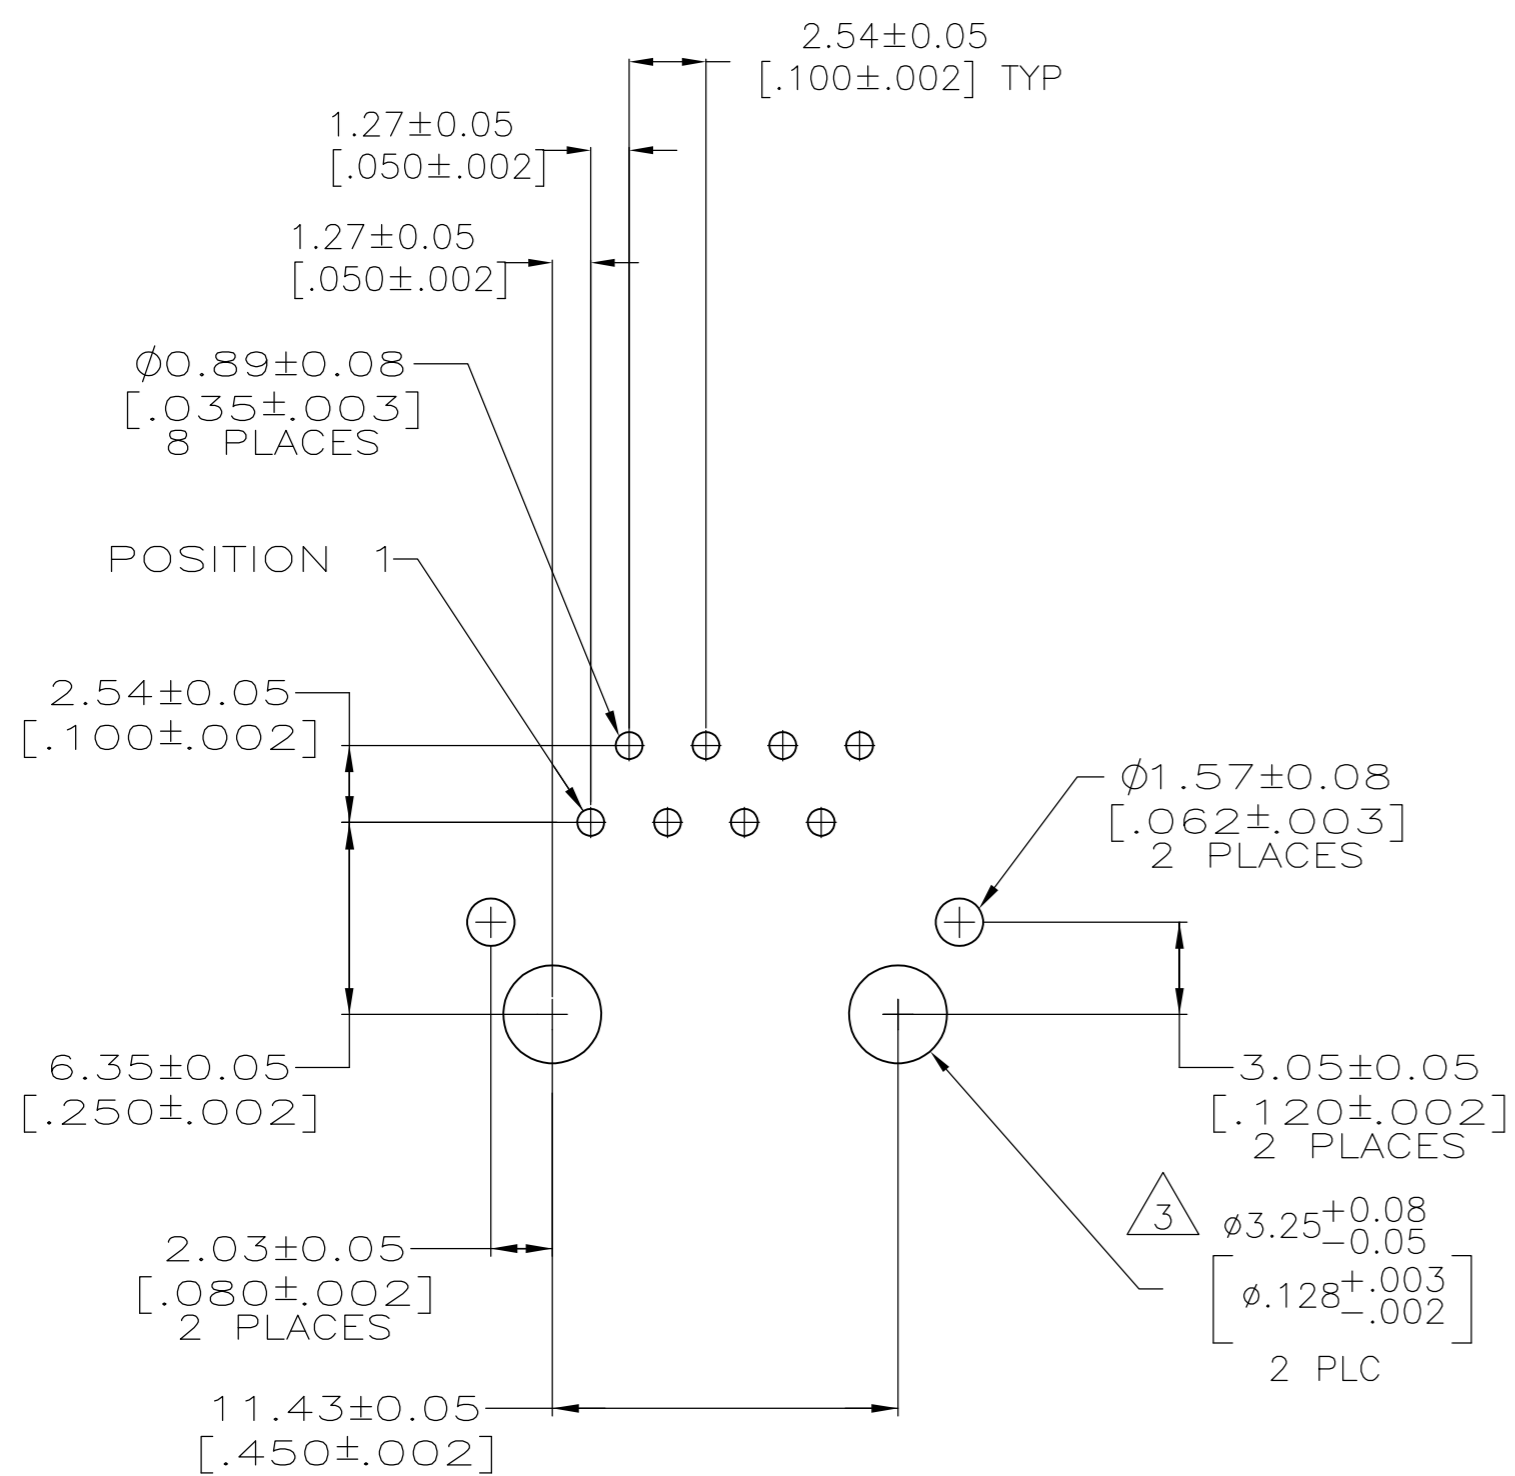 2.54±0.05
[.100±.002] TYP
1.27±0.05
[.050±.002]
1.27±0.05
[.050±.002]
Ø0.89±0.08
[.035±.003]
8 PLACES
POSITION 1
2.54±0.05
[.100±.002]
Ø1.57±0.08
[.062±.003]
2 PLACES
6.35±0.05
[.250±.002]
3.05±0.05
[.120±.002]
2 PLACES
3
ø3.25+0.08
-0.05
[ø.128+.003
-.002]
2 PLC
2.03±0.05
[.080±.002]
2 PLACES
11.43±0.05
[.450±.002]